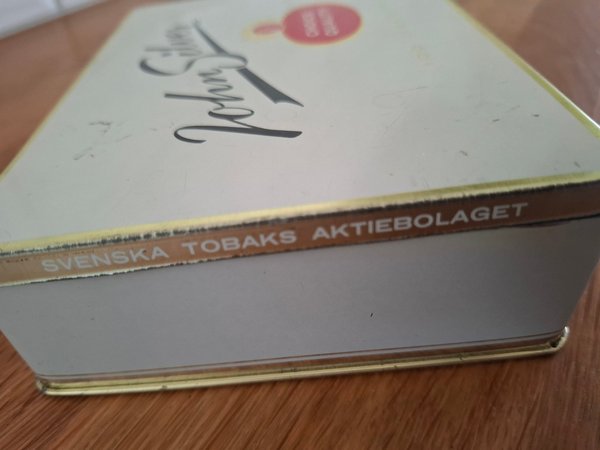 John Silver
SVENSKA TOBAKS AKTIEBOLAGET